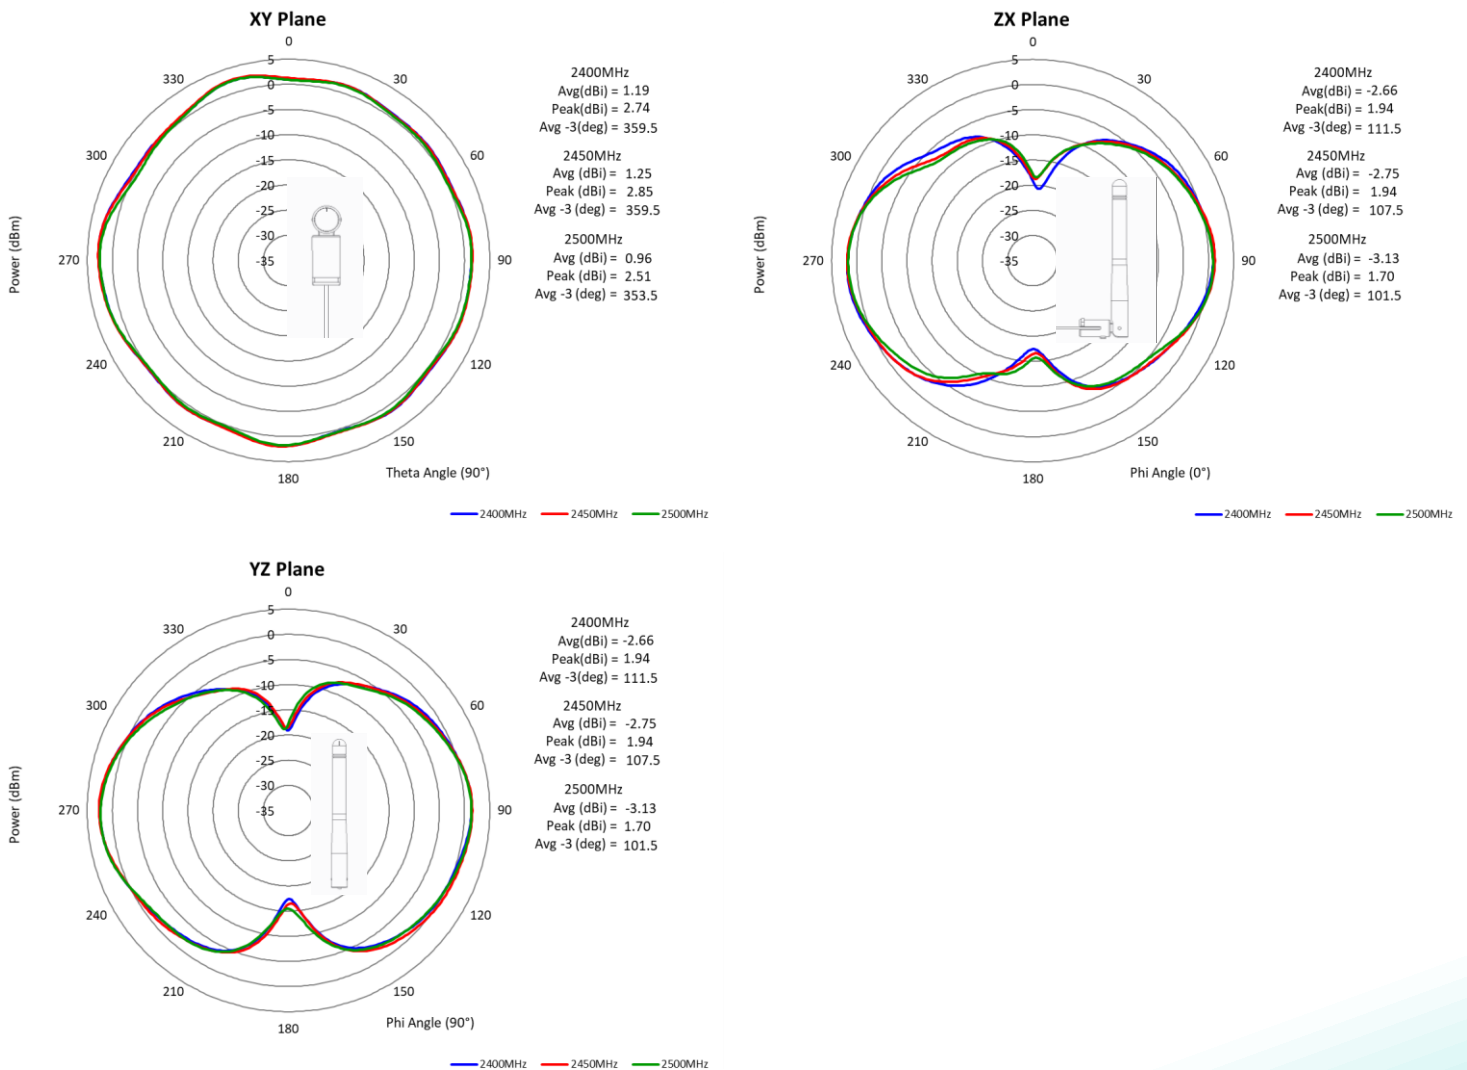 XY Plane
0
5
330
30
0
-5
-10
300
60
-15
-20
-25
-30
270
-35
90
240
120
210
150
180
Power (dBm)
Theta Angle (90°)
2400MHz
Avg(dBi) = 1.19
Peak(dBi) = 2.74
Avg -3(deg) = 359.5
2450MHz
Avg (dBi) = 1.25
Peak (dBi) = 2.85
Avg -3 (deg) = 359.5
2500MHz
Avg (dBi) = 0.96
Peak (dBi) = 2.51
Avg -3 (deg) = 353.5
2400MHz 2450MHz 2500MHz
ZX Plane
0
5
330
30
0
-5
-10
300
60
-15
-20
-25
-30
270
-35
90
240
120
210
150
180
Power (dBm)
Phi Angle (0°)
2400MHz
Avg(dBi) = -2.66
Peak(dBi) = 1.94
Avg -3(deg) = 111.5
2450MHz
Avg (dBi) = -2.75
Peak (dBi) = 1.94
Avg -3 (deg) = 107.5
2500MHz
Avg (dBi) = -3.13
Peak (dBi) = 1.70
Avg -3 (deg) = 101.5
2400MHz 2450MHz 2500MHz
YZ Plane
0
5
330
30
0
-5
-10
300
60
-15
-20
-25
-30
270
-35
90
240
120
210
150
180
Power (dBm)
Phi Angle (90°)
2400MHz
Avg(dBi) = -2.66
Peak(dBi) = 1.94
Avg -3(deg) = 111.5
2450MHz
Avg (dBi) = -2.75
Peak (dBi) = 1.94
Avg -3 (deg) = 107.5
2500MHz
Avg (dBi) = -3.13
Peak (dBi) = 1.70
Avg -3 (deg) = 101.5
2400MHz 2450MHz 2500MHz